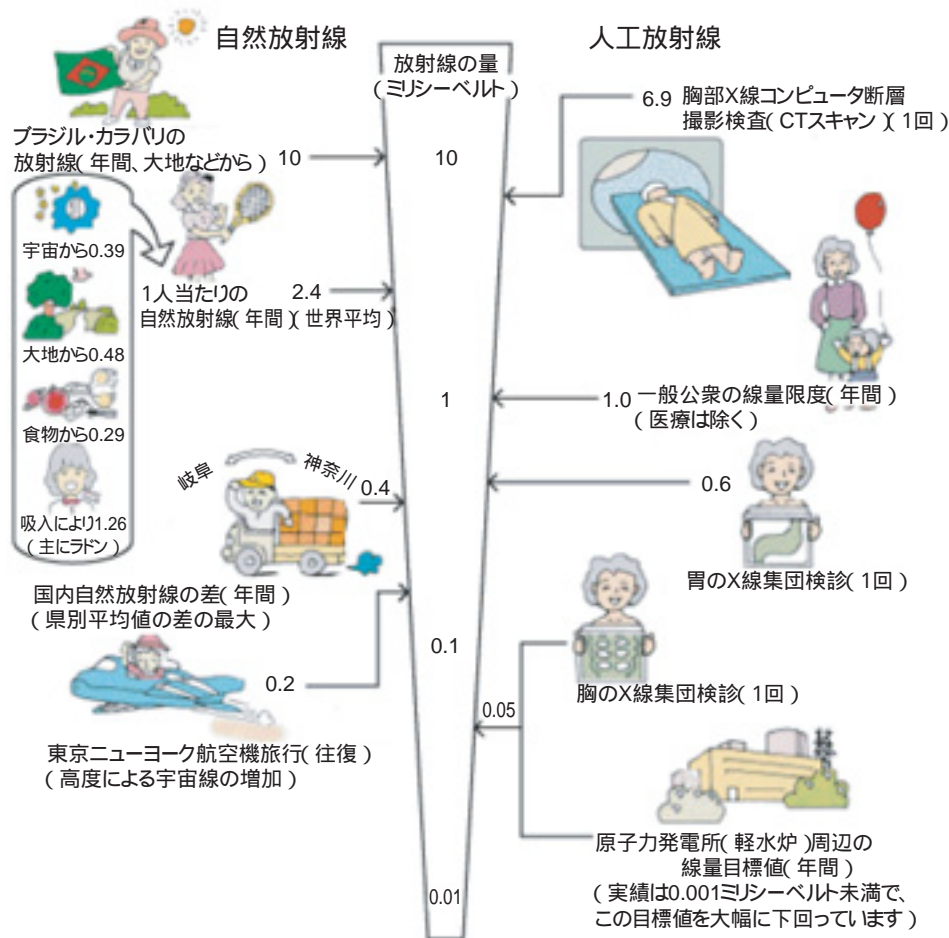 自然放射線
人工放射線
放射線の量
(ミリシーベルト)
10
1
0.1
0.01
ブラジル・カラバリの
放射線(年間、大地などから)
10
宇宙から0.39
大地から0.48
食物から0.29
吸入により1.26
(主にラドン)
1人当たりの
自然放射線(年間)(世界平均)
2.4
岐阜
神奈川
0.4
国内自然放射線の差(年間)
(県別平均値の差の最大)
0.2
東京ニューヨーク航空機旅行(往復)
(高度による宇宙線の増加)
6.9 胸部X線コンピュータ断層
撮影検査(CTスキャン)(1回)
1.0 一般公衆の線量限度(年間)
(医療は除く)
0.6
胃のX線集団検診(1回)
胸のX線集団検診(1回)
0.05
原子力発電所(軽水炉)周辺の
線量目標値(年間)
(実績は0.001ミリシーベルト未満で、
この目標値を大幅に下回っています)